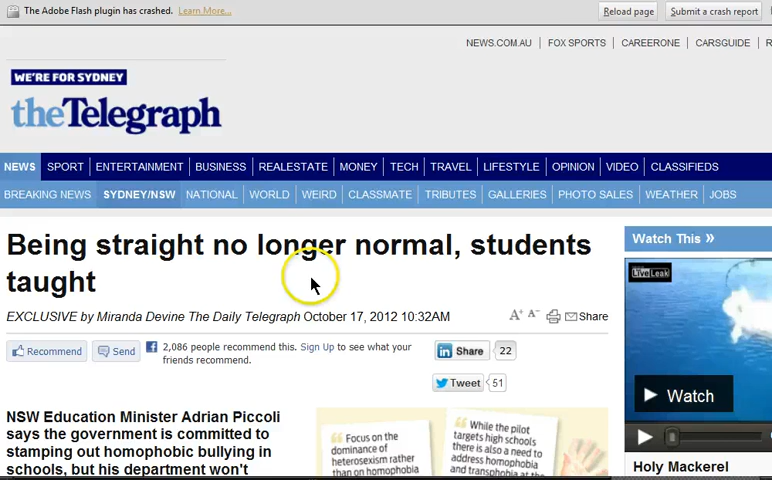 The Adobe Flash plugin has crashed. Learn More...
Reload page
Submit a crash report
NEWS.COM.AU | FOX SPORTS | CAREERONE | CARSGUIDE | R
WE'RE FOR SYDNEY
the Telegraph
NEWS | SPORT | ENTERTAINMENT | BUSINESS | REALESTATE | MONEY | TECH | TRAVEL | LIFESTYLE | OPINION | VIDEO | CLASSIFIEDS
BREAKING NEWS | SYDNEY/NSW | NATIONAL | WORLD | WEIRD | CLASSMATE | TRIBUTES | GALLERIES | PHOTO SALES | WEATHER | JOBS
Being straight no longer normal, students
taught
EXCLUSIVE by Miranda Devine The Daily Telegraph October 17, 2012 10:32AM
A+ A- Share
Recommend
Send
2,086 people recommend this. Sign Up to see what your
friends recommend.
Share 22
Tweet 51
NSW Education Minister Adrian Piccoli
says the government is committed to
stamping out homophobic bullying in
schools, but his department won't
Focus on the
dominance of
heterosexism rather
than on homophobia
While the pilot
targets high schools
there is also a need to
address homophobia
and transphobia at the
Watch This »
LiveLeak
Watch
Holy Mackerel